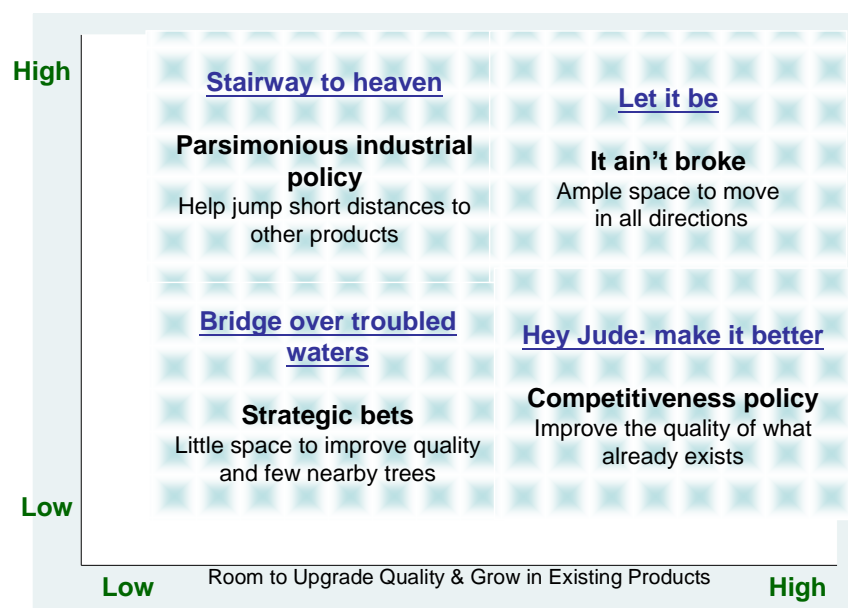 High
Stairway to heaven
Parsimonious industrial
policy
Help jump short distances to
other products
Let it be
It ain't broke
Ample space to move
in all directions
Bridge over troubled
waters
Strategic bets
Little space to improve quality
and few nearby trees
Hey Jude: make it better
Competitiveness policy
Improve the quality of what
already exists
Low
Low
Room to Upgrade Quality & Grow in Existing Products
High